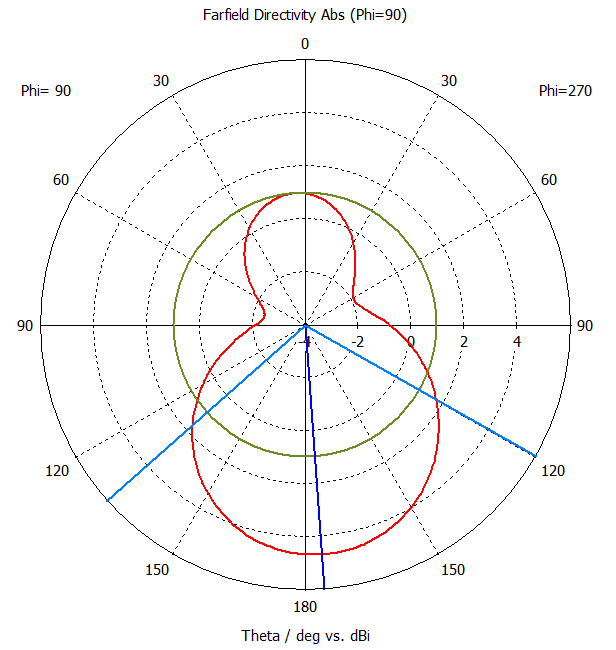 Farfield Directivity Abs (Phi=90)
0
30 30
Phi= 90 Phi=270
60 60
90 90
-4 -2 0 2 4
120 120
150 150
180
Theta / deg vs. dBi